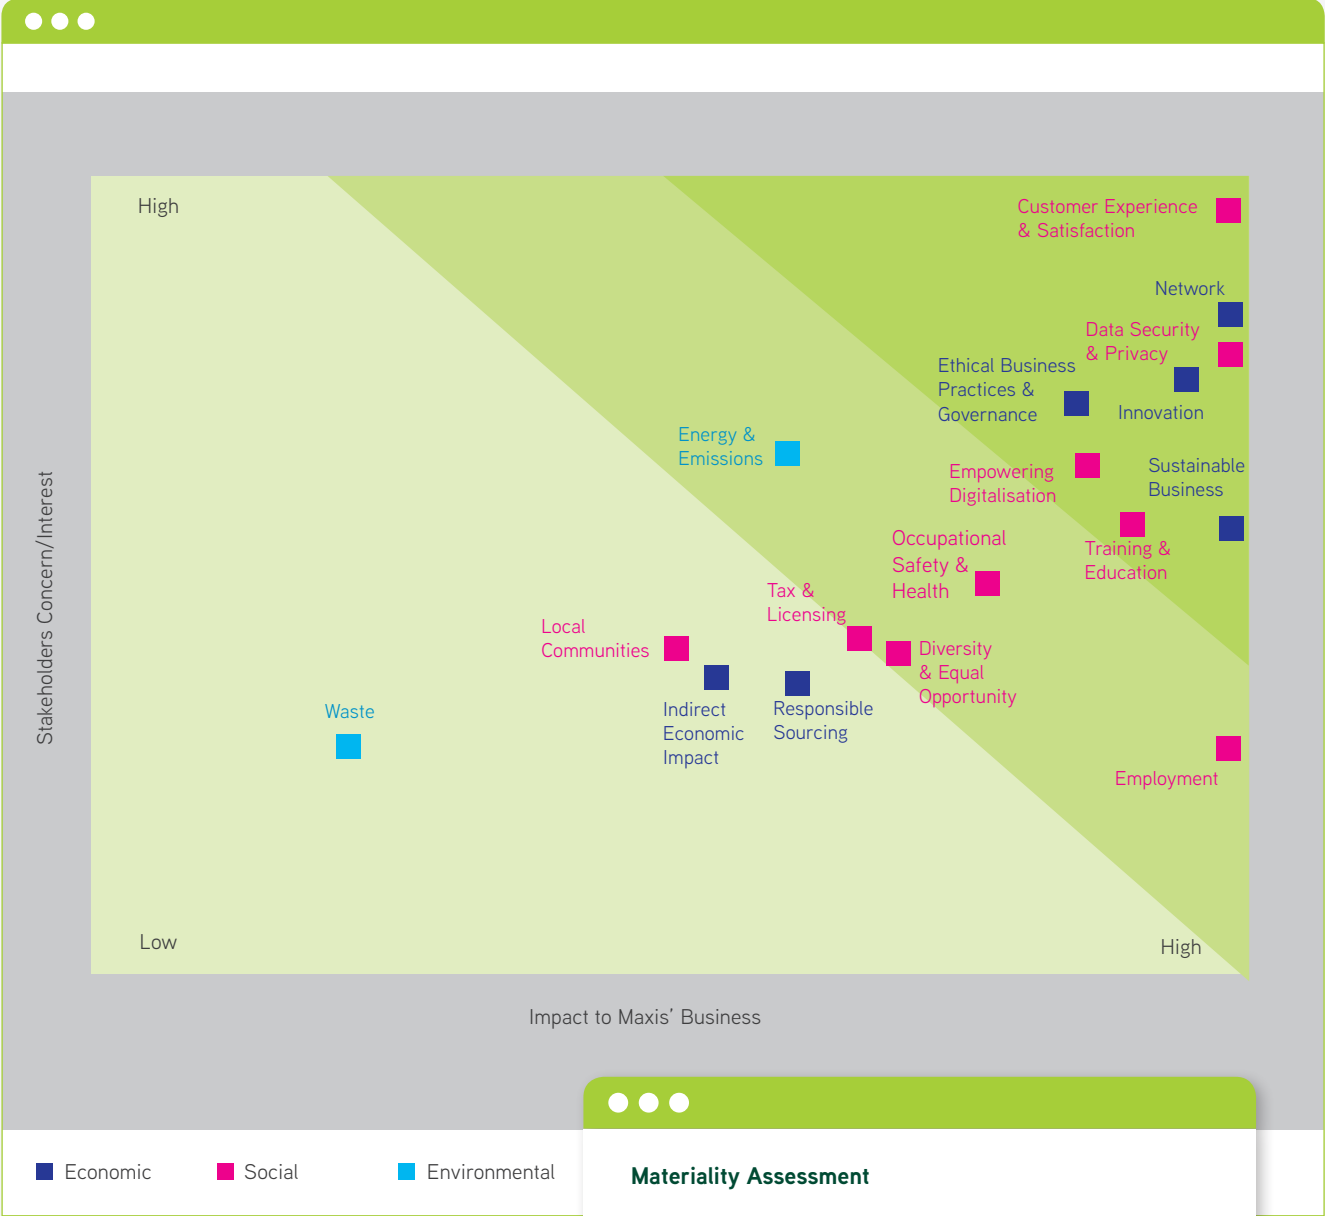 High
Customer Experience
& Satisfaction
Network
Data Security
& Privacy
Ethical Business
Practices &
Governance
Innovation
Energy &
Emissions
Empowering
Digitalisation
Sustainable
Business
Occupational
Safety &
Health
Training &
Education
Tax &
Licensing
Local
Communities
Diversity
& Equal
Opportunity
Indirect
Economic
Impact
Responsible
Sourcing
Waste
Employment
Low
High
Stakeholders Concern/Interest
Impact to Maxis’ Business
Economic
Social
Environmental
Materiality Assessment